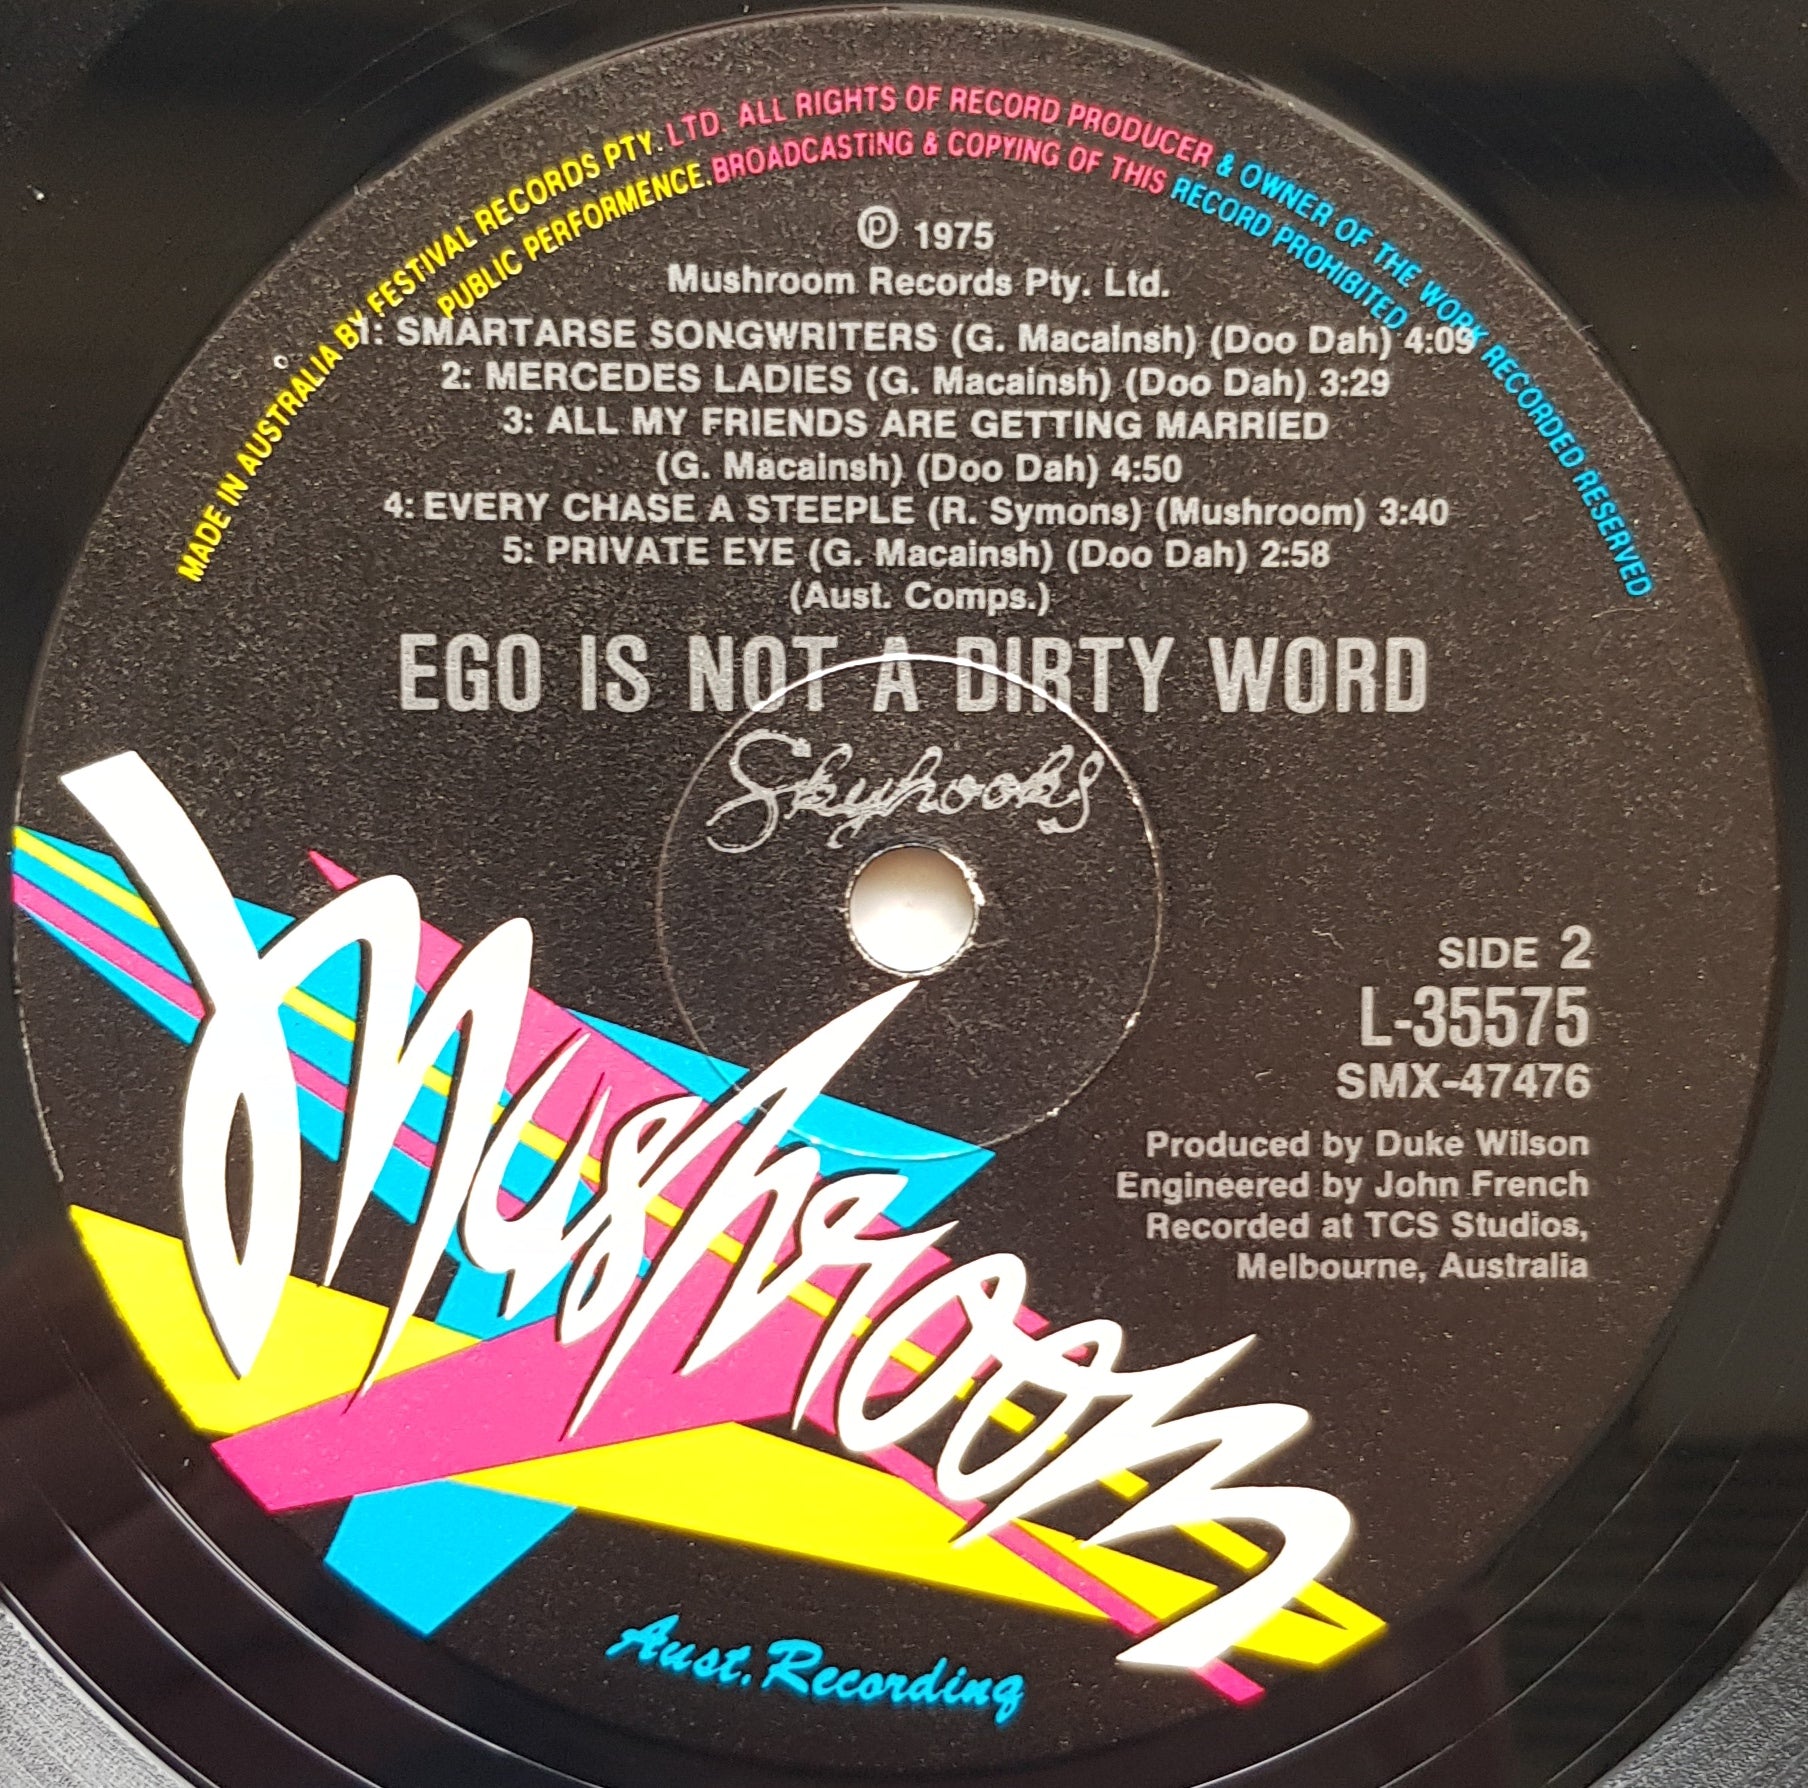 MADE IN AUSTRALIA BY FESTIVAL RECORDS PTY. LTD ALL RIGHTS OF RECORD PRODUCER & OWNER OF THE WORK RECORDED RESERVED
PUBLIC PERFORMENCE. BROADCASTING & COPYING OF THIS RECORD PROHIBITED
℗ 1975
Mushroom Records Pty. Ltd.
1: SMARTARSE SONGWRITERS (G. Macainsh) (Doo Dah) 4:09
2: MERCEDES LADIES (G. Macainsh) (Doo Dah) 3:29
3: ALL MY FRIENDS ARE GETTING MARRIED
(G. Macainsh) (Doo Dah) 4:50
4: EVERY CHASE A STEEPLE (R. Symons) (Mushroom) 3:40
5: PRIVATE EYE (G. Macainsh) (Doo Dah) 2:58
(Aust. Comps.)
EGO IS NOT A DIRTY WORD
Skyhooks
SIDE 2
L-35575
SMX-47476
Produced by Duke Wilson
Engineered by John French
Recorded at TCS Studios,
Melbourne, Australia
Mushroom
Aust. Recording